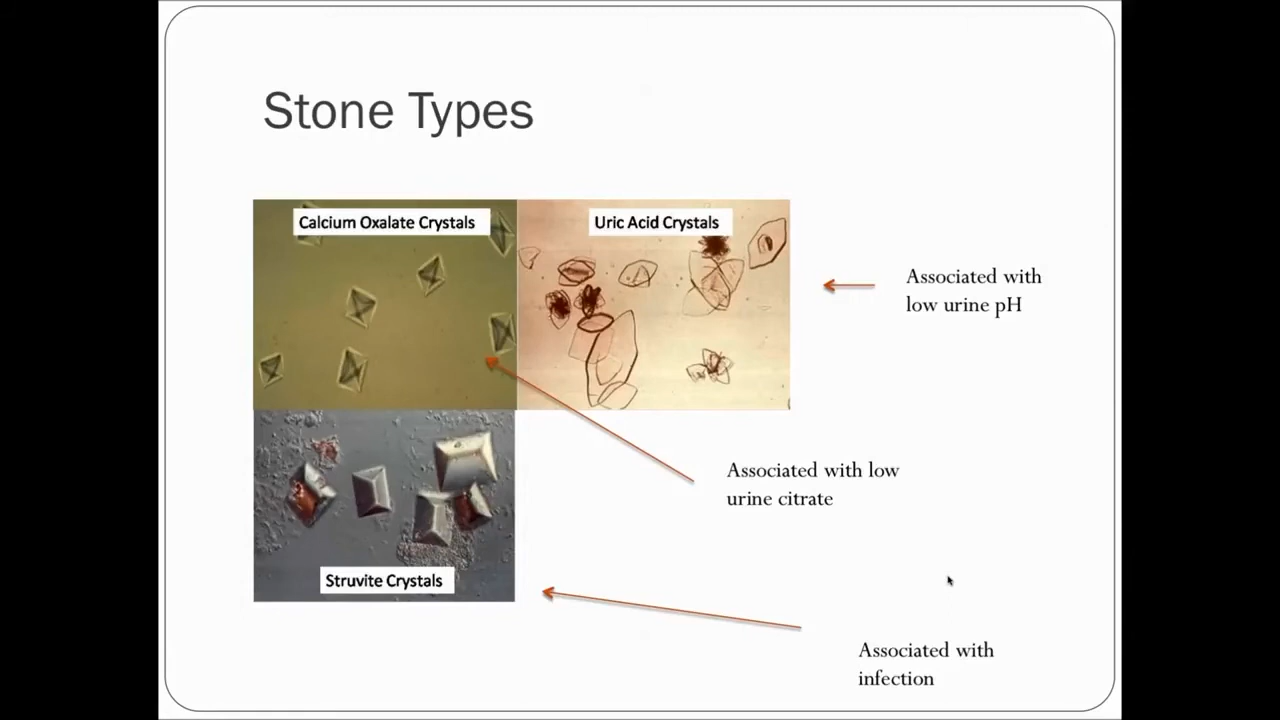 Stone Types
Calcium Oxalate Crystals
Uric Acid Crystals
Associated with
low urine pH
Associated with low
urine citrate
Struvite Crystals
Associated with
infection